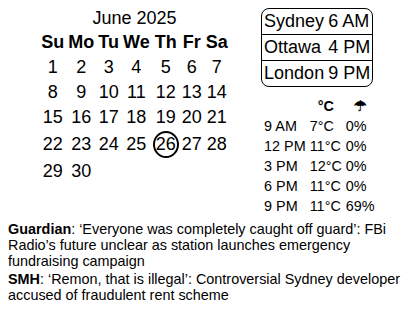 June 2025
Su Mo Tu We Th Fr Sa
1 2 3 4 5 6 7
8 9 10 11 12 13 14
15 16 17 18 19 20 21
22 23 24 25 26 27 28
29 30
Sydney 6 AM
Ottawa 4 PM
London 9 PM
°C ☂
9 AM 7°C 0%
12 PM 11°C 0%
3 PM 12°C 0%
6 PM 11°C 0%
9 PM 11°C 69%
Guardian: ‘Everyone was completely caught off guard’: FBi
Radio’s future unclear as station launches emergency
fundraising campaign
SMH: ‘Remon, that is illegal’: Controversial Sydney developer
accused of fraudulent rent scheme